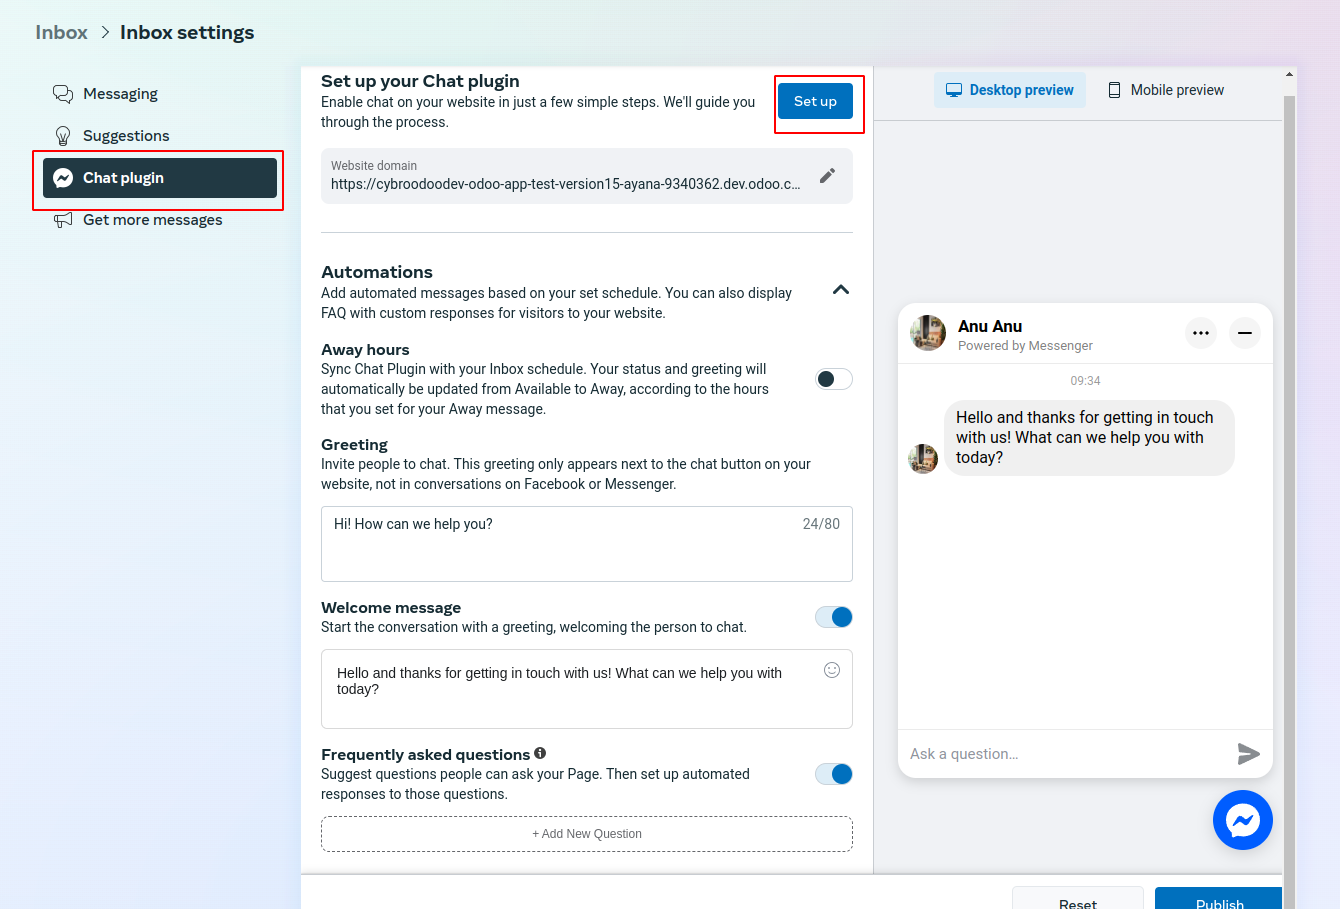 Inbox > Inbox settings
Messaging
Suggestions
Chat plugin
Get more messages
Set up your Chat plugin
Enable chat on your website in just a few simple steps. We'll guide you
through the process.
Set up
Website domain
https://cybroodoodev-odoo-app-test-version15-ayana-9340362.dev.odoo.c...
Automations
Add automated messages based on your set schedule. You can also display
FAQ with custom responses for visitors to your website.
Away hours
Sync Chat Plugin with your Inbox schedule. Your status and greeting will
automatically be updated from Available to Away, according to the hours
that you set for your Away message.
Greeting
Invite people to chat. This greeting only appears next to the chat button on your
website, not in conversations on Facebook or Messenger.
Hi! How can we help you?
24/80
Welcome message
Start the conversation with a greeting, welcoming the person to chat.
Hello and thanks for getting in touch with us! What can we help you with
today?
Frequently asked questions
Suggest questions people can ask your Page. Then set up automated
responses to those questions.
+ Add New Question
Desktop preview
Mobile preview
Anu Anu
Powered by Messenger
09:34
Hello and thanks for getting in touch
with us! What can we help you with
today?
Ask a question...
Reset
Publish